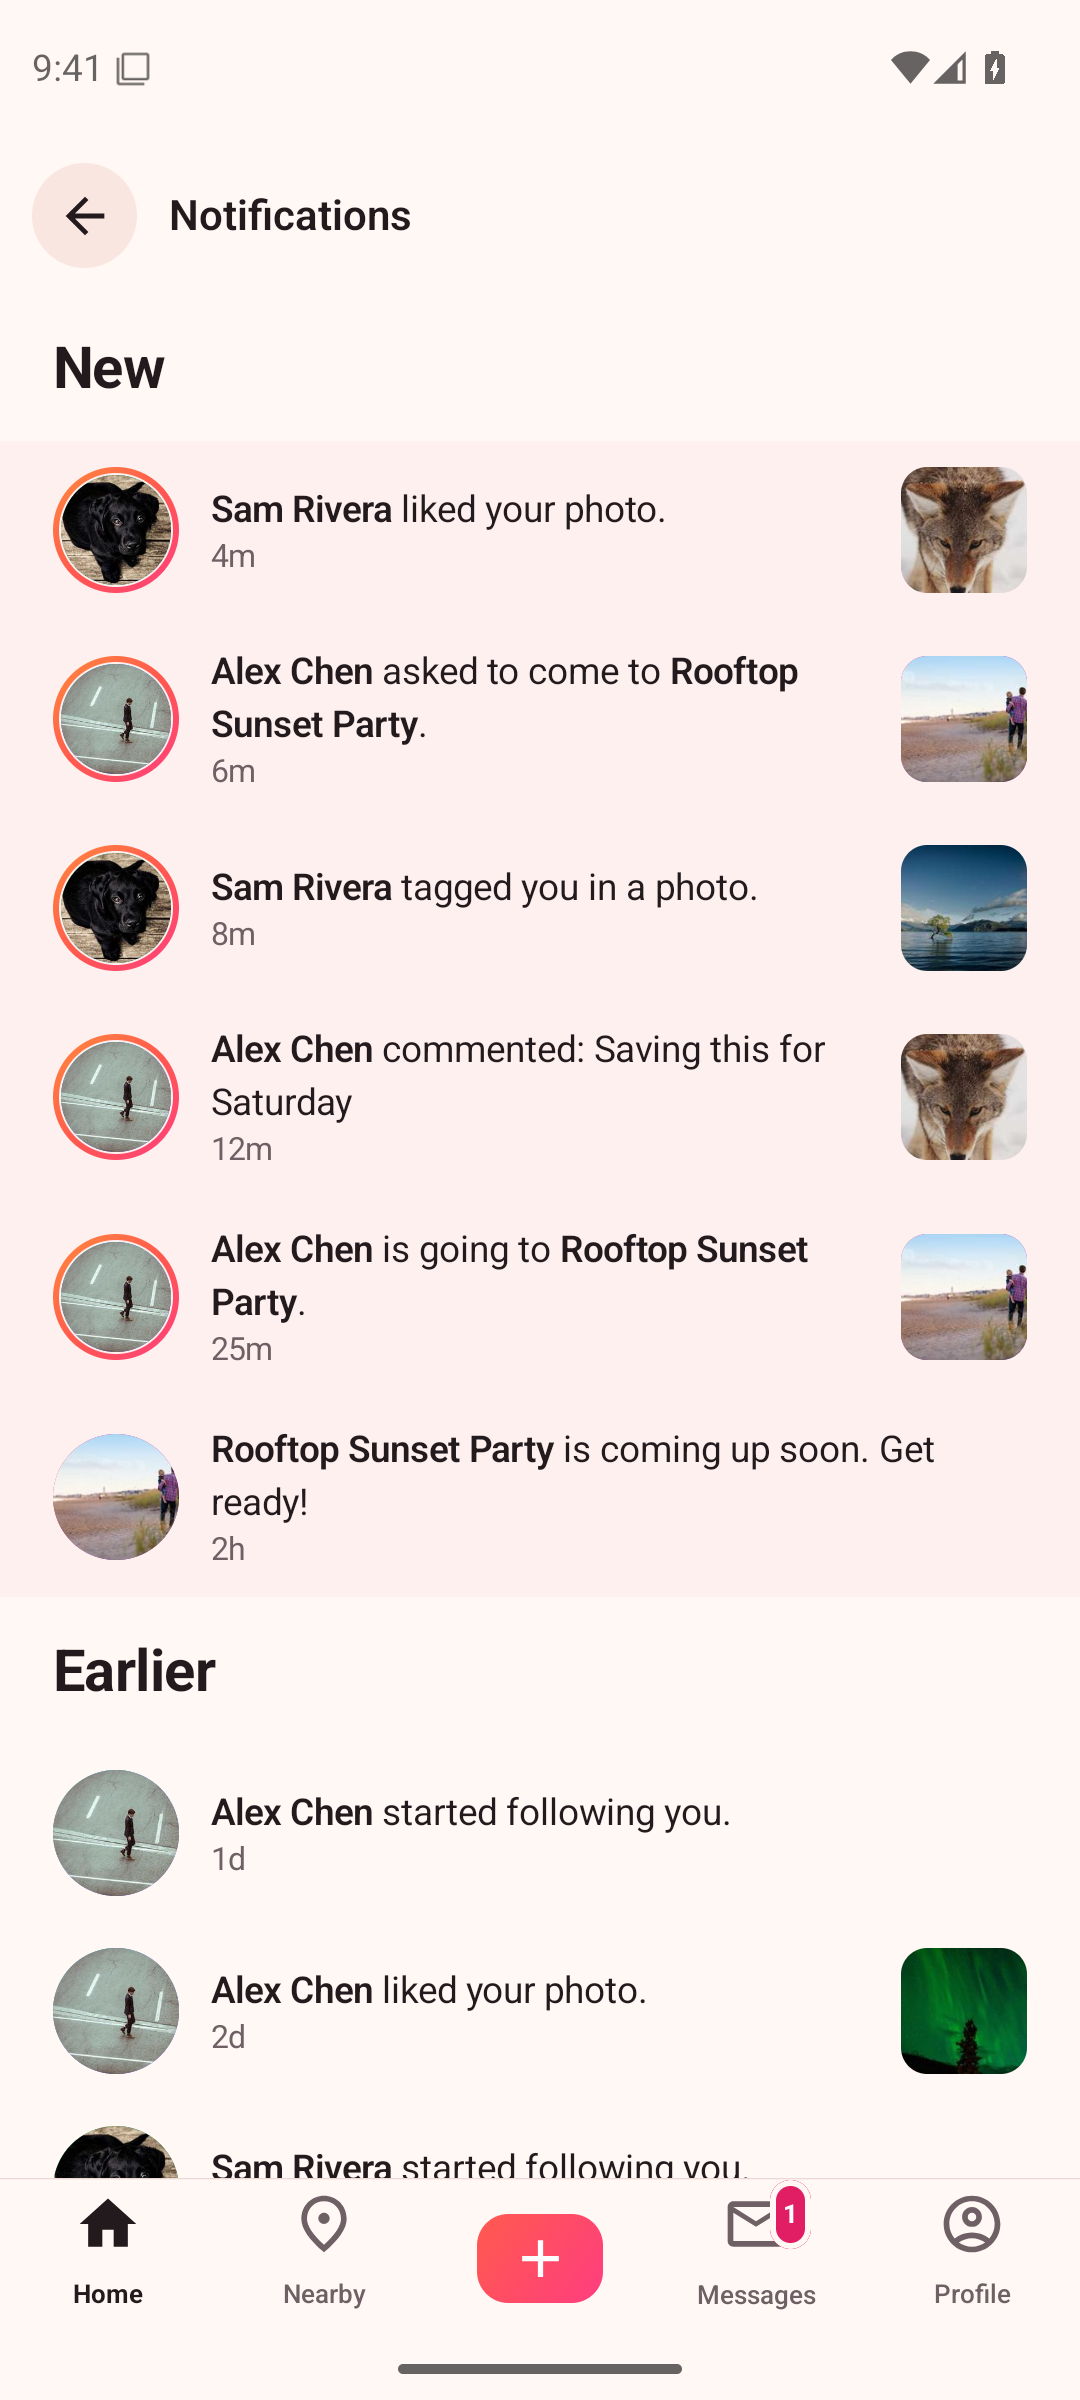 9:41
Notifications
New
Sam Rivera liked your photo.
4m
Alex Chen asked to come to Rooftop
Sunset Party.
6m
Sam Rivera tagged you in a photo.
8m
Alex Chen commented: Saving this for
Saturday
12m
Alex Chen is going to Rooftop Sunset
Party.
25m
Rooftop Sunset Party is coming up soon. Get
ready!
2h
Earlier
Alex Chen started following you.
1d
Alex Chen liked your photo.
2d
Sam Rivera started following you.
1
Home
Nearby
Messages
Profile